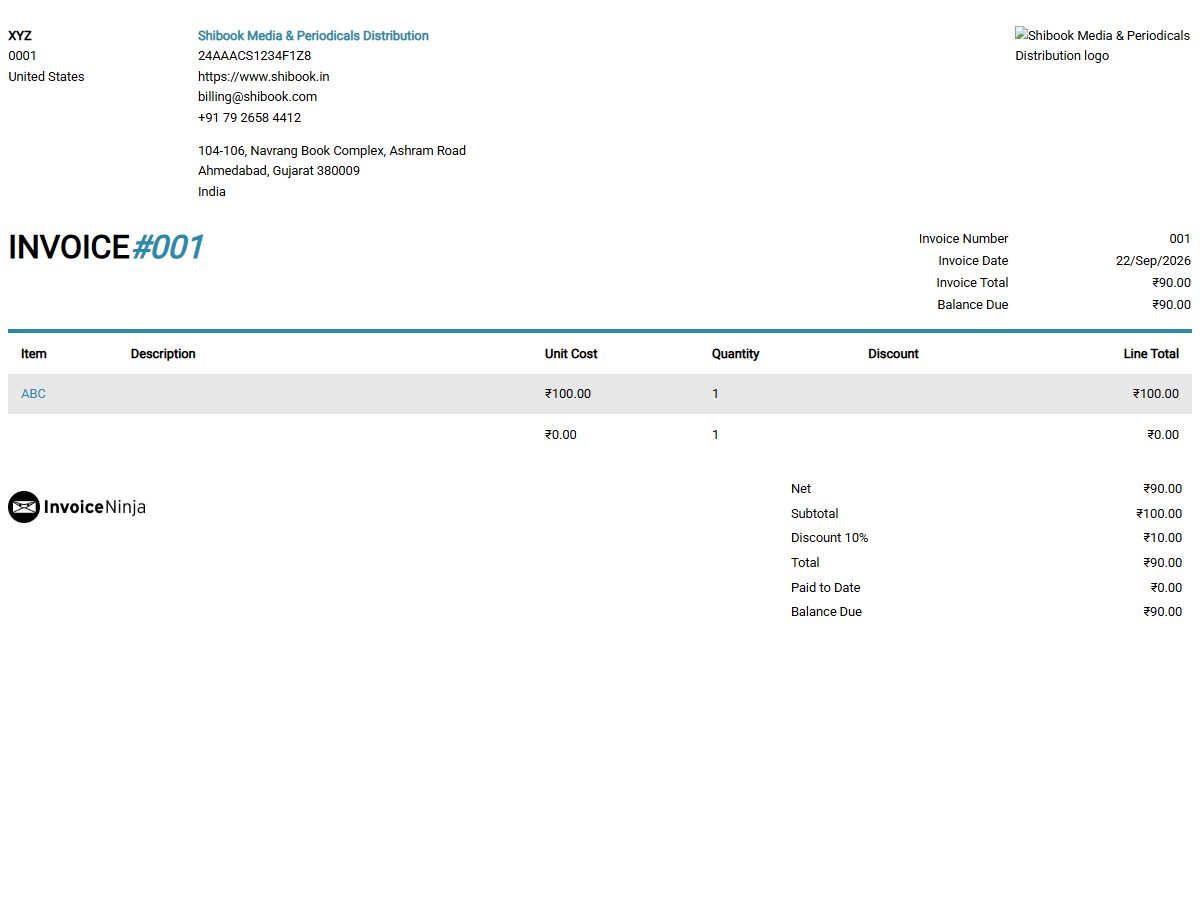 XYZ
0001
United States
Shibook Media & Periodicals Distribution
24AAACS1234F1Z8
https://www.shibook.in
billing@shibook.com
+91 79 2658 4412
104-106, Navrang Book Complex, Ashram Road
Ahmedabad, Gujarat 380009
India
Shibook Media & Periodicals
Distribution logo
INVOICE #001
Invoice Number 001
Invoice Date 22/Sep/2026
Invoice Total ₹90.00
Balance Due ₹90.00
Item Description Unit Cost Quantity Discount Line Total
ABC ₹100.00 1 ₹100.00
₹0.00 1 ₹0.00
InvoiceNinja
Net ₹90.00
Subtotal ₹100.00
Discount 10% ₹10.00
Total ₹90.00
Paid to Date ₹0.00
Balance Due ₹90.00